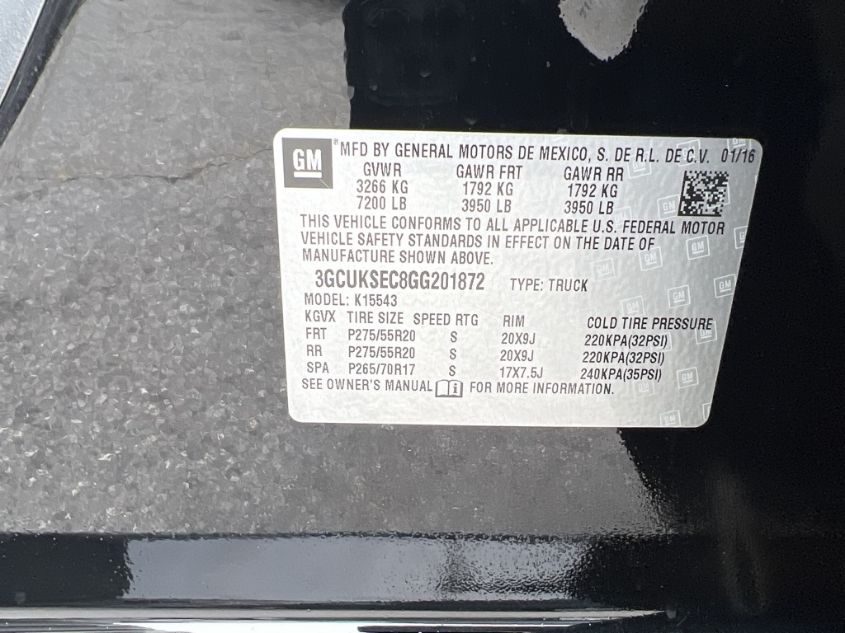 GM ® MFD BY GENERAL MOTORS DE MEXICO, S. DE R.L. DE C.V. 01/16
GVWR GAWR FRT GAWR RR
3266 KG 1792 KG 1792 KG
7200 LB 3950 LB 3950 LB
THIS VEHICLE CONFORMS TO ALL APPLICABLE U.S. FEDERAL MOTOR
VEHICLE SAFETY STANDARDS IN EFFECT ON THE DATE OF
MANUFACTURE SHOWN ABOVE.
3GCUKSEC8GG201872 TYPE: TRUCK
MODEL: K15543
KGVX TIRE SIZE SPEED RTG RIM COLD TIRE PRESSURE
FRT P275/55R20 S 20X9J 220KPA(32PSI)
RR P275/55R20 S 20X9J 220KPA(32PSI)
SPA P265/70R17 S 17X7.5J 240KPA(35PSI)
SEE OWNER'S MANUAL FOR MORE INFORMATION.